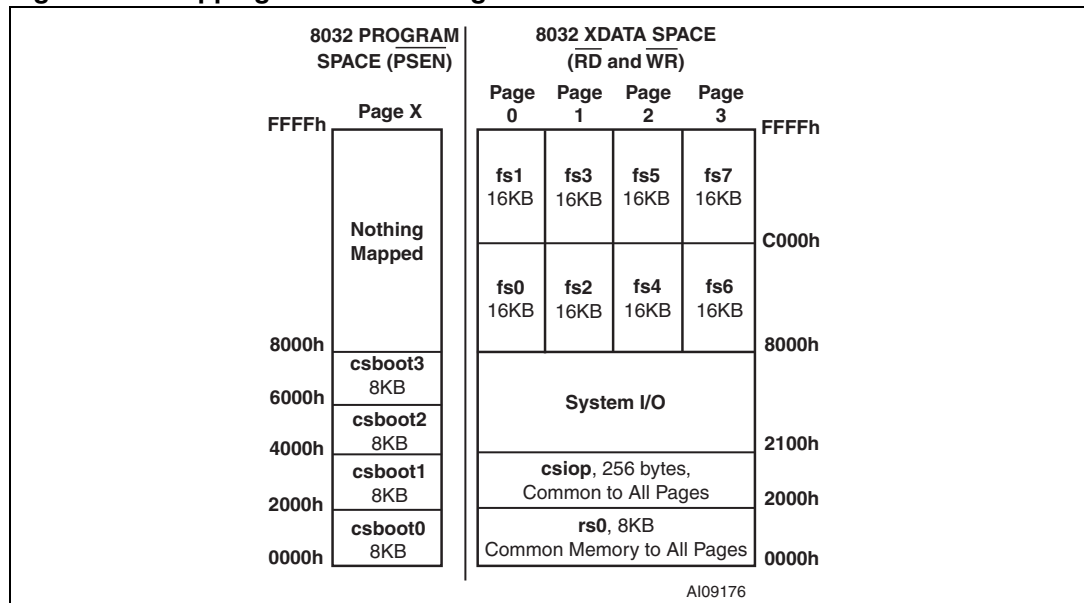 8032 PROGRAM
SPACE (PSEN)
8032 XDATA SPACE
(RD and WR)
Page X
Page 0
Page 1
Page 2
Page 3
FFFFh
FFFFh
Nothing
Mapped
fs1
16KB
fs3
16KB
fs5
16KB
fs7
16KB
C000h
fs0
16KB
fs2
16KB
fs4
16KB
fs6
16KB
8000h
8000h
csboot3
8KB
6000h
System I/O
csboot2
8KB
4000h
2100h
csboot1
8KB
csiop, 256 bytes,
Common to All Pages
2000h
2000h
csboot0
8KB
rs0, 8KB
Common Memory to All Pages
0000h
0000h
AI09176